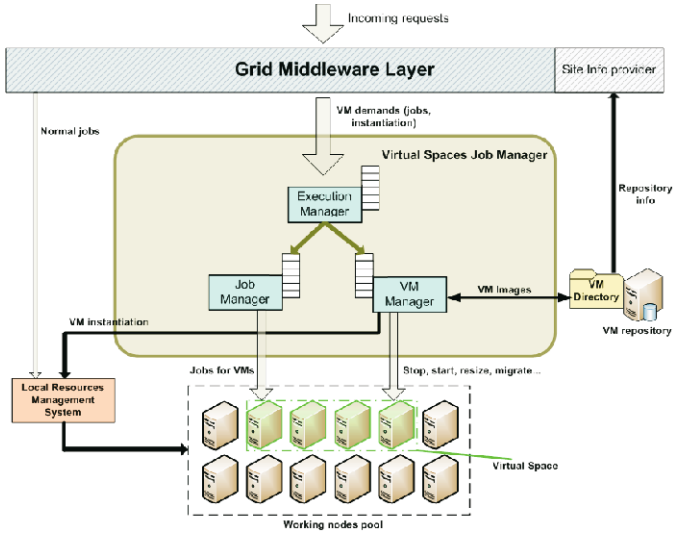 Incoming requests
Grid Middleware Layer
Site Info provider
Normal jobs
VM demands (jobs,
instantiation)
Virtual Spaces Job Manager
Execution
Manager
Repository
info
Job
Manager
VM
Manager
VM Images
VM
Directory
VM repository
VM instantiation
Jobs for VMs
Stop, start, resize, migrate...
Local Resources
Management
System
Virtual Space
Working nodes pool